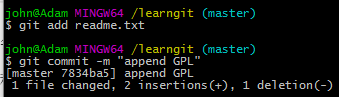 john@Adam MINGW64 /learngit (master)
$ git add readme.txt
john@Adam MINGW64 /learngit (master)
$ git commit -m "append GPL"
[master 7834ba5] append GPL
1 file changed, 2 insertions(+), 1 deletion(-)